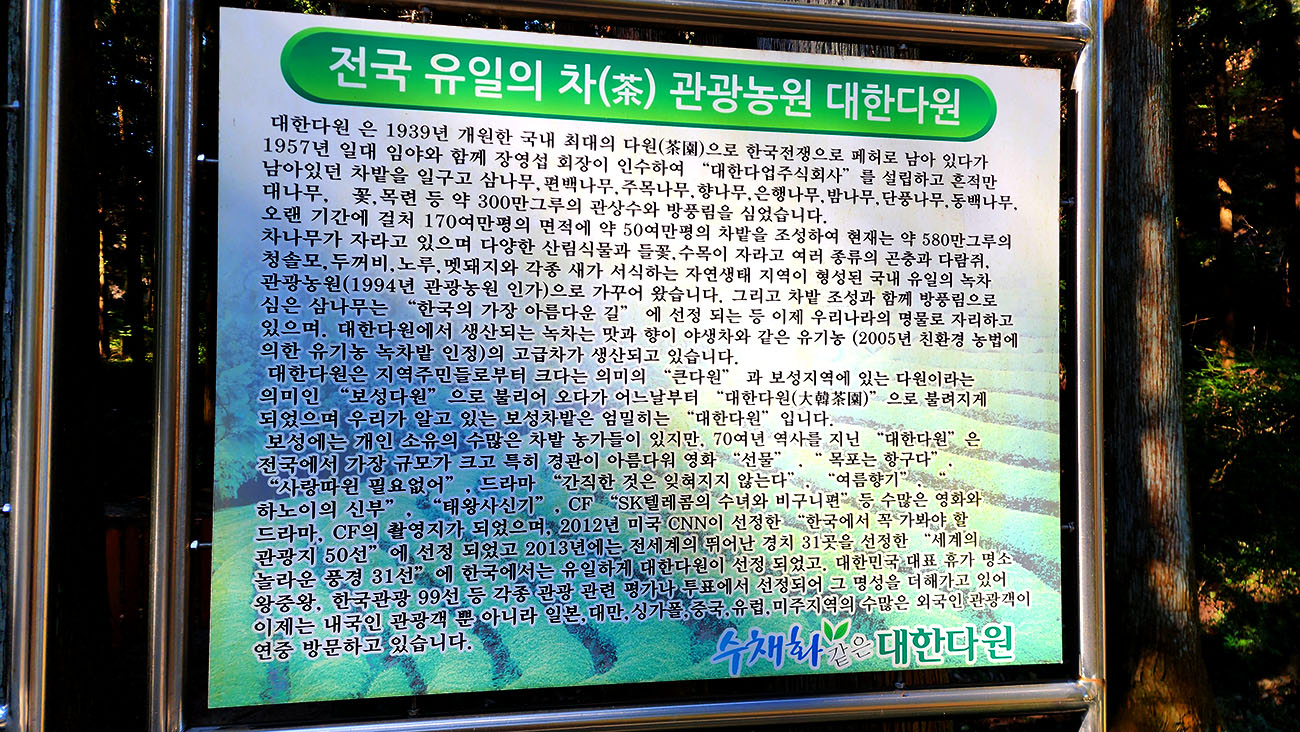 전국 유일의 차(茶) 관광농원 대한다원
대한다원 은 1939년 개원한 국내 최대의 다원(茶園)으로 한국전쟁으로 폐허로 남아 있다가
1957년 일대 임야와 함께 장영섭 회장이 인수하여 “대한다업주식회사”를 설립하고 흔적만
남아있던 차밭을 일구고 삼나무,편백나무,주목나무,향나무,은행나무,밤나무,단풍나무,동백나무,
대나무, 꽃,목련 등 약 300만그루의 관상수와 방풍림을 심었습니다.
오랜 기간에 걸처 170여만평의 면적에 약 50여만평의 차밭을 조성하여 현재는 약 580만그루의
차나무가 자라고 있으며 다양한 산림식물과 들꽃,수목이 자라고 여러 종류의 곤충과 다람쥐,
청솔모,두꺼비,노루,멧돼지와 각종 새가 서식하는 자연생태 지역이 형성된 국내 유일의 녹차
관광농원(1994년 관광농원 인가)으로 가꾸어 왔습니다. 그리고 차밭 조성과 함께 방풍림으로
심은 삼나무는 “한국의 가장 아름다운 길” 에 선정 되는 등 이제 우리나라의 명물로 자리하고
있으며. 대한다원에서 생산되는 녹차는 맛과 향이 야생차와 같은 유기농 (2005년 친환경 농법에
의한 유기농 녹차밭 인정)의 고급차가 생산되고 있습니다.
대한다원은 지역주민들로부터 크다는 의미의 “큰다원” 과 보성지역에 있는 다원이라는
의미인 “보성다원” 으로 불리어 오다가 어느날부터 “대한다원(大韓茶園)”으로 불려지게
되었으며 우리가 알고 있는 보성차밭은 엄밀히는 “대한다원”입니다.
보성에는 개인 소유의 수많은 차밭 농가들이 있지만, 70여년 역사를 지닌 “대한다원”은
전국에서 가장 규모가 크고 특히 경관이 아름다워 영화 “선물”, “ 목포는 항구다”,
“사랑따윈 필요없어”, 드라마 “간직한 것은 잊혀지지 않는다”, “여름향기”, “
하노이의 신부”, “태왕사신기”, CF “SK텔레콤의 수녀와 비구니편” 등 수많은 영화와
드라마, CF의 촬영지가 되었으며, 2012년 미국 CNN이 선정한 “한국에서 꼭 가봐야 할
관광지 50선”에 선정 되었고 2013년에는 전세계의 뛰어난 경치 31곳을 선정한 “세계의
놀라운 풍경 31선”에 한국에서는 유일하게 대한다원이 선정 되었고, 대한민국 대표 휴가 명소
왕중왕, 한국관광 99선 등 각종 관광 관련 평가나 투표에서 선정되어 그 명성을 더해가고 있어
이제는 내국인 관광객 뿐 아니라 일본,대만,싱가폴,중국,유럽,미주지역의 수많은 외국인 관광객이
연중 방문하고 있습니다.
수채화같은 대한다원